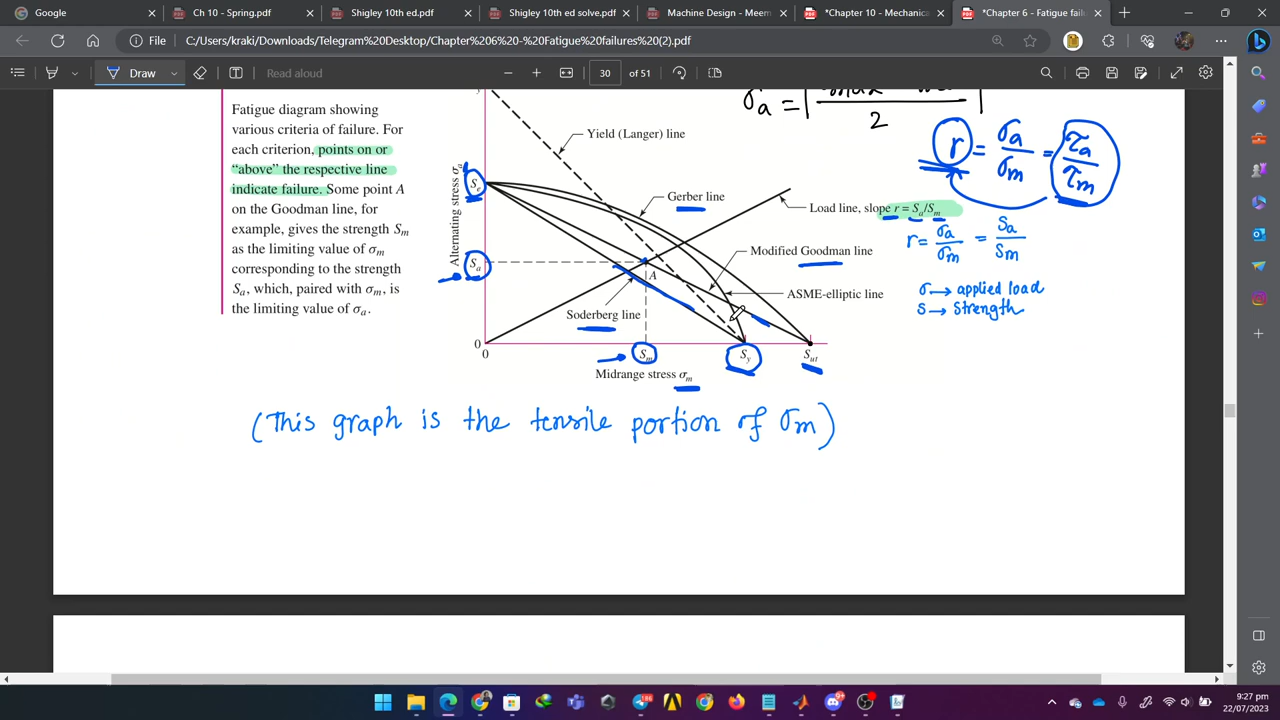 Google
Ch 10 - Spring.pdf
Shigley 10th ed.pdf
Shigley 10th ed solve.pdf
Machine Design - Meem
*Chapter 10 - Mechanica
*Chapter 6 - Fatigue fail
File
C:/Users/kraki/Telegram%20Desktop/Chapter%206%20-%20Fatigue%20failures%20(2).pdf
Draw
Read aloud
30
of 51
Fatigue diagram showing
various criteria of failure. For
each criterion, points on or
“above” the respective line
indicate failure. Some point A
on the Goodman line, for
example, gives the strength Sm
as the limiting value of σm
corresponding to the strength
Sa, which, paired with σm, is
the limiting value of σa.
Alternating stress σa
Se
Sa
0
0
Yield (Langer) line
Gerber line
Load line, slope r = Sa/Sm
Modified Goodman line
ASME-elliptic line
A
Soderberg line
Sm
Sy
Sut
Midrange stress σm
σa =
2
r = σa/σm = τa/τm
r = σa/σm = Sa/Sm
σ → applied load
S → strength
(This graph is the tensile portion of σm)
9:27 pm
22/07/2023